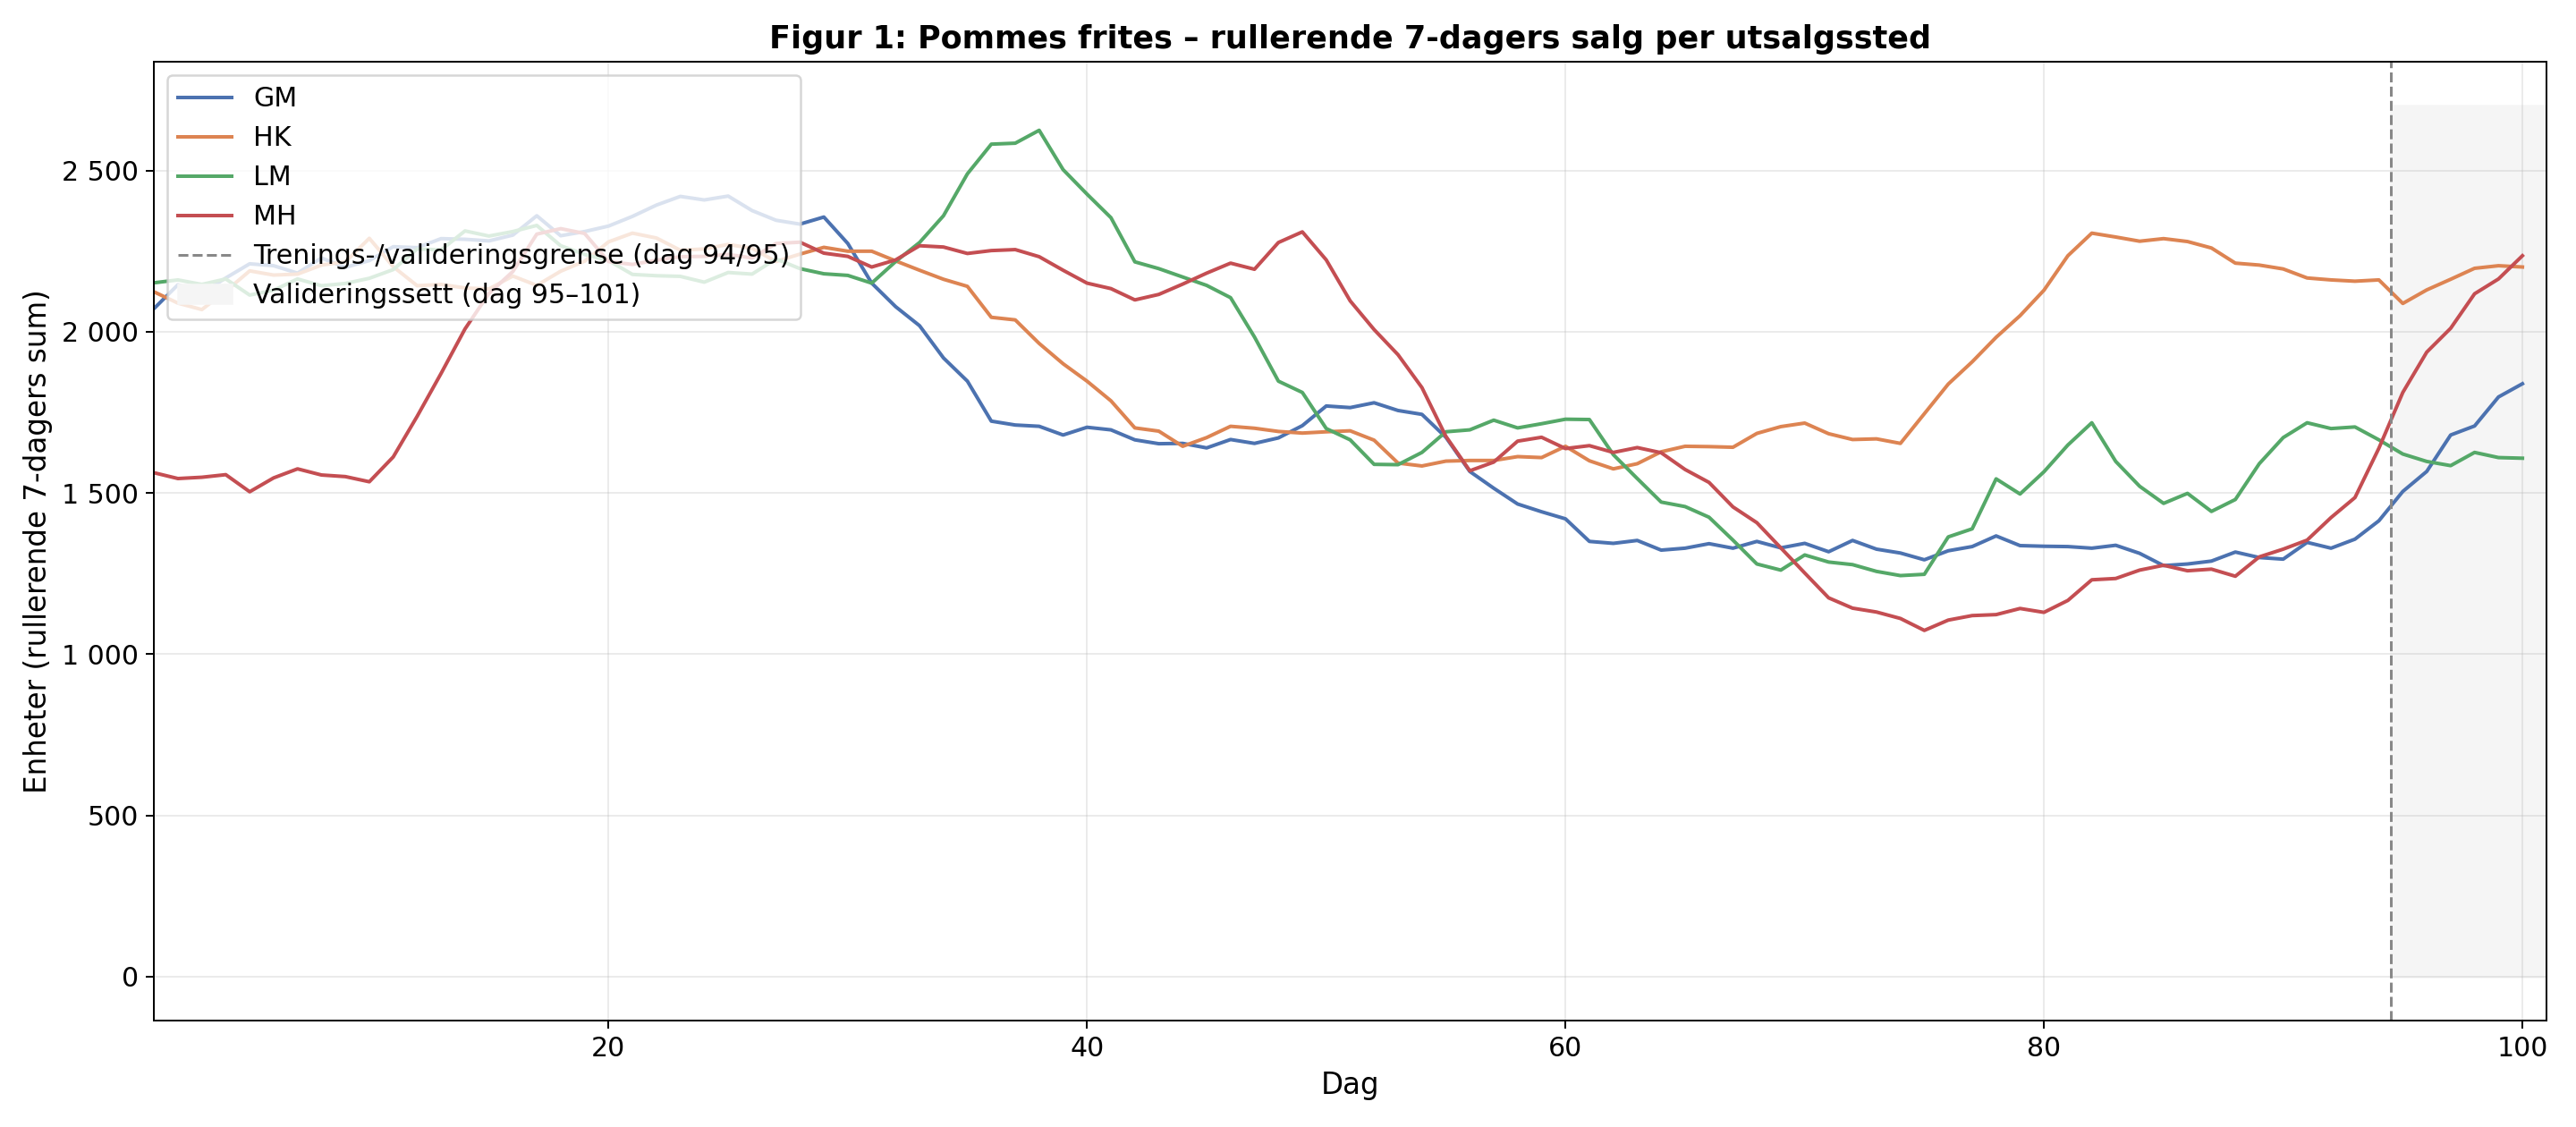 Figur 1: Pommes frites – rullerende 7-dagers salg per utsalgssted
GM
HK
LM
MH
Trenings-/valideringsgrense (dag 94/95)
Valideringssett (dag 95–101)
Enheter (rullerende 7-dagers sum)
2 500
2 000
1 500
1 000
500
0
20
40
60
80
100
Dag